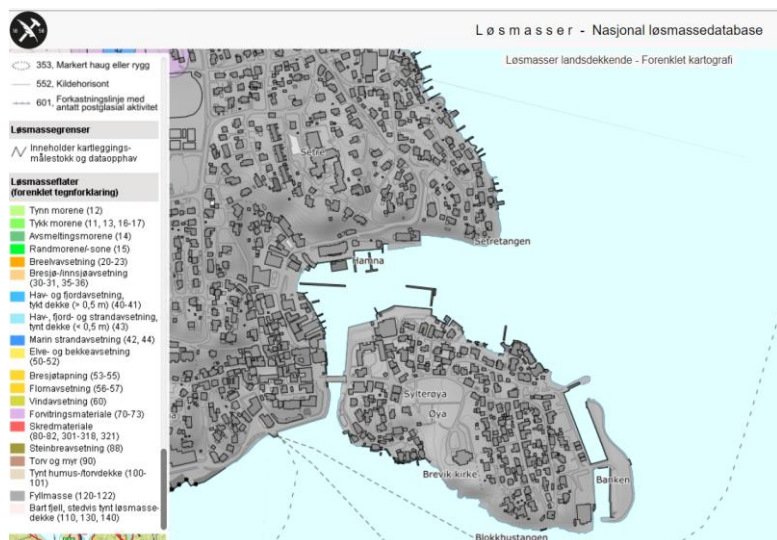 Løsmasser - Nasjonal løsmassedatabase
Løsmasser landsdekkende - Forenklet kartografi
353, Markert haug eller rygg
552, Kildehorisont
601, Forkastningslinje med
antatt postglasial aktivitet
Løsmassegrenser
Inneholder kartleggings-
målestokk og dataopphav
Løsmasseflater
(forenklet tegnforklaring)
Tynn morene (12)
Tykk morene (11, 13, 16-17)
Avsmeltingsmorene (14)
Randmorene/-sone (15)
Breelvavsetning (20-23)
Bresjø-/innsjøavsetning
(30-31, 35-36)
Hav- og fjordavsetning,
tykt dekke (> 0,5 m) (40-41)
Hav-, fjord- og strandavsetning,
tynt dekke (< 0,5 m) (43)
Marin strandavsetning (42, 44)
Elve- og bekkeavsetning
(50-52)
Bresjøtapning (53-55)
Flomavsetning (56-57)
Vindavsetning (60)
Forvitringsmateriale (70-73)
Skredmateriale
(80-82, 301-318, 321)
Steinbreavsetning (88)
Torv og myr (90)
Tynt humus-/torvdekke (100-
101)
Fyllmasse (120-122)
Bart fjell, stedvis tynt løsmasse-
dekke (110, 130, 140)
Setre
Setretangen
Hamna
Sylterøya
Øya
Brevik kirke
Banken
Blokkhustangen